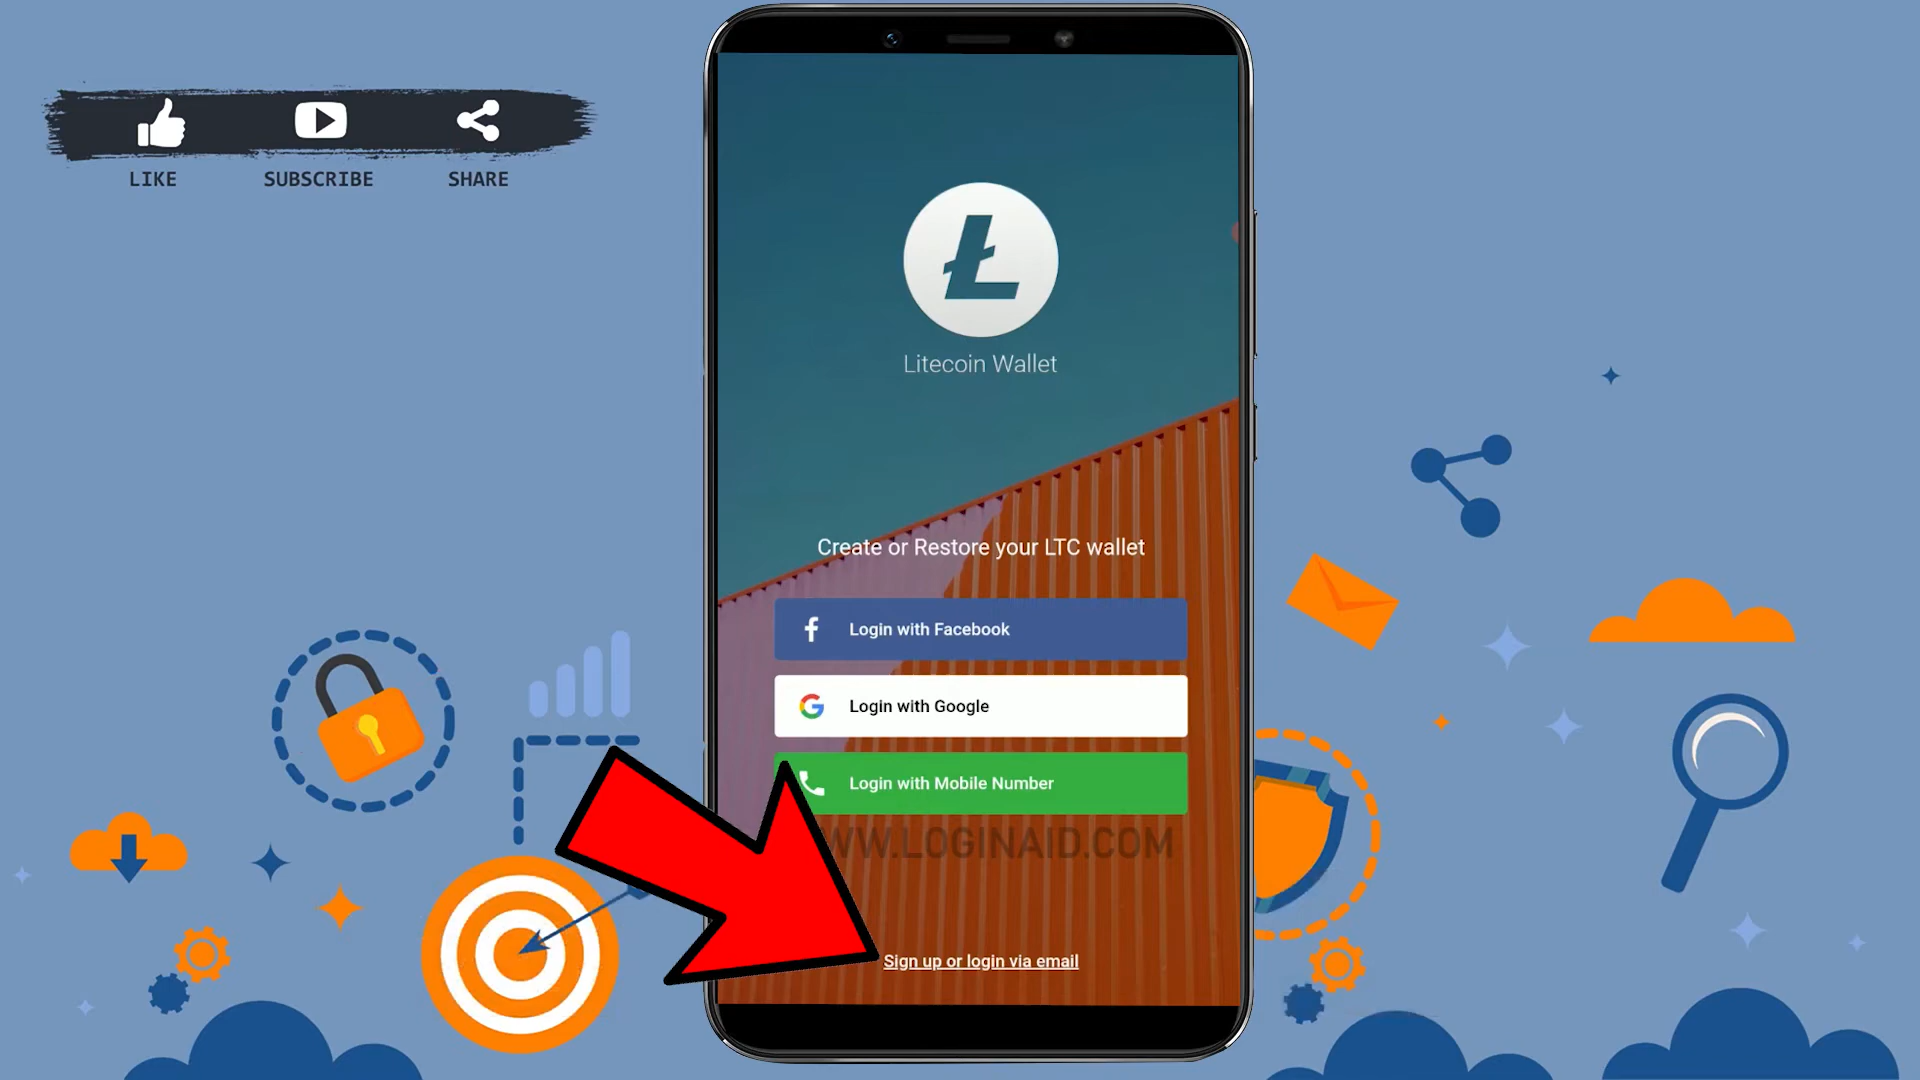 LIKE
SUBSCRIBE
SHARE
Litecoin Wallet
Create or Restore your LTC wallet
Login with Facebook
Login with Google
Login with Mobile Number
WWW.LOGINAID.COM
Sign up or login via email